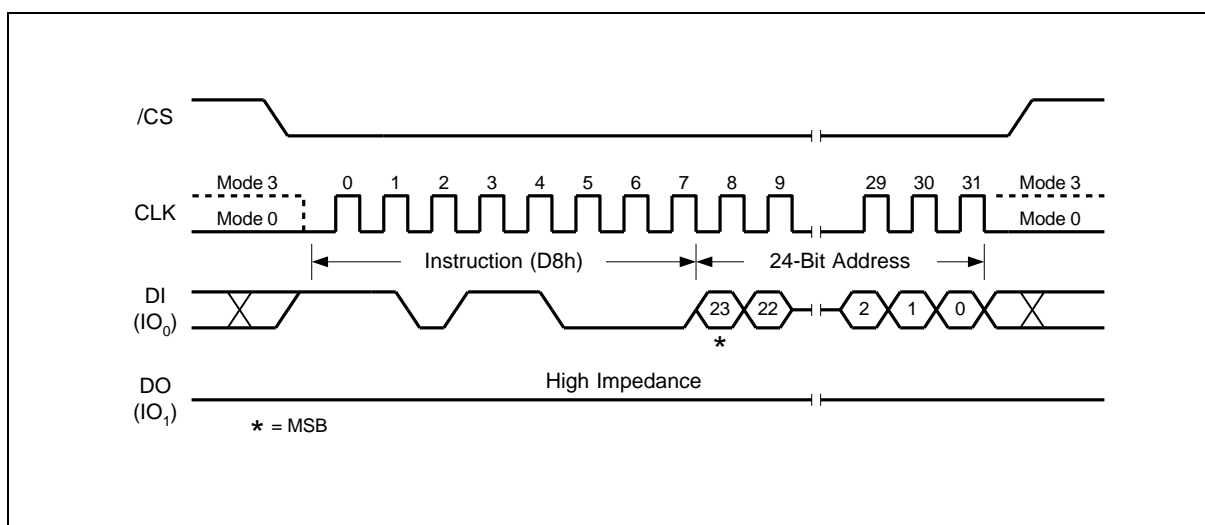 /CS
Mode 3 0 1 2 3 4 5 6 7 8 9 29 30 31 Mode 3
CLK Mode 0 Mode 0
Instruction (D8h) 24-Bit Address
DI
(IO0) 23 22 2 1 0
*
High Impedance
DO
(IO1)
* = MSB